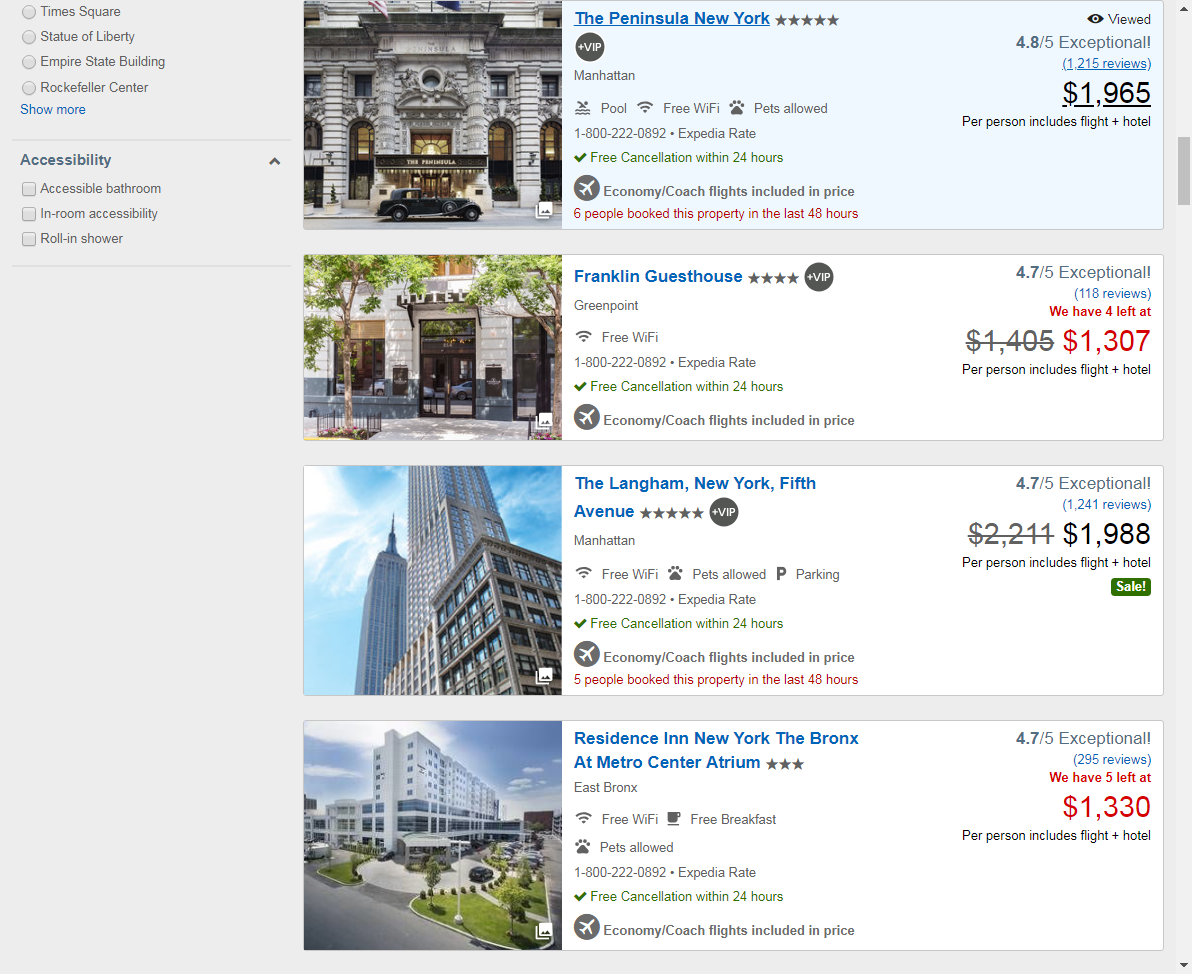 Times Square
Statue of Liberty
Empire State Building
Rockefeller Center
Show more
Accessibility
Accessible bathroom
In-room accessibility
Roll-in shower
THE PENINSULA
The Peninsula New York
+VIP
Manhattan
Pool Free WiFi Pets allowed
1-800-222-0892 • Expedia Rate
Free Cancellation within 24 hours
Economy/Coach flights included in price
6 people booked this property in the last 48 hours
Viewed
4.8/5 Exceptional!
(1,215 reviews)
$1,965
Per person includes flight + hotel
HOTEL
Franklin Guesthouse +VIP
Greenpoint
Free WiFi
1-800-222-0892 • Expedia Rate
Free Cancellation within 24 hours
Economy/Coach flights included in price
4.7/5 Exceptional!
(118 reviews)
We have 4 left at
$1,405 $1,307
Per person includes flight + hotel
The Langham, New York, Fifth
Avenue +VIP
Manhattan
Free WiFi Pets allowed P Parking
1-800-222-0892 • Expedia Rate
Free Cancellation within 24 hours
Economy/Coach flights included in price
5 people booked this property in the last 48 hours
4.7/5 Exceptional!
(1,241 reviews)
$2,211 $1,988
Per person includes flight + hotel
Sale!
Residence Inn New York The Bronx
At Metro Center Atrium
East Bronx
Free WiFi Free Breakfast
Pets allowed
1-800-222-0892 • Expedia Rate
Free Cancellation within 24 hours
Economy/Coach flights included in price
4.7/5 Exceptional!
(295 reviews)
We have 5 left at
$1,330
Per person includes flight + hotel